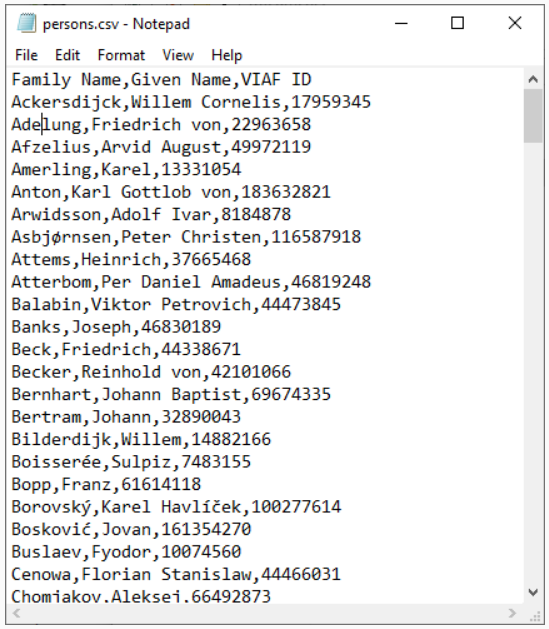 persons.csv - Notepad
File Edit Format View Help
Family Name,Given Name,VIAF ID
Ackersdijck,Willem Cornelis,17959345
Adelung,Friedrich von,22963658
Afzelius,Arvid August,49972119
Amerling,Karel,13331054
Anton,Karl Gottlob von,183632821
Arwidsson,Adolf Ivar,8184878
Asbjørnsen,Peter Christen,116587918
Attems,Heinrich,37665468
Atterbom,Per Daniel Amadeus,46819248
Balabin,Viktor Petrovich,44473845
Banks,Joseph,46830189
Beck,Friedrich,44338671
Becker,Reinhold von,42101066
Bernhart,Johann Baptist,69674335
Bertram,Johann,32890043
Bilderdijk,Willem,14882166
Boisserée,Sulpiz,7483155
Bopp,Franz,61614118
Borovský,Karel Havlíček,100277614
Bosković,Jovan,161354270
Buslaev,Fyodor,10074560
Cenowa,Florian Stanislaw,44466031
Chomjakov,Aleksej,66492873